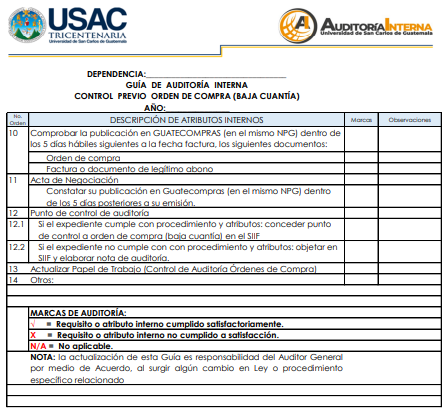 USAC
TRICENTENARIA
Universidad de San Carlos de Guatemala
AUDITORÍA INTERNA
Universidad de San Carlos de Guatemala
DEPENDENCIA:
GUÍA DE AUDITORÍA INTERNA
CONTROL PREVIO ORDEN DE COMPRA (BAJA CUANTÍA)
AÑO:
No. Orden DESCRIPCIÓN DE ATRIBUTOS INTERNOS Marcas Observaciones
10 Comprobar la publicación en GUATECOMPRAS (en el mismo NPG) dentro de
los 5 días hábiles siguientes a la fecha factura, los siguientes documentos:
Orden de compra
Factura o documento de legítimo abono
11 Acta de Negociación
Constatar su publicación en Guatecompras (en el mismo NPG) dentro
de los 5 días posteriores a su emisión.
12 Punto de control de auditoría
12.1 Si el expediente cumple con procedimiento y atributos: conceder punto
de control a orden de compra (baja cuantía) en el SIIF
12.2 Si el expediente no cumple con con procedimiento y atributos: objetar en
SIIF y elaborar nota de auditoría.
13 Actualizar Papel de Trabajo (Control de Auditoría Órdenes de Compra)
14 Otros:
MARCAS DE AUDITORÍA:
√ = Requisito o atributo interno cumplido satisfactoriamente.
X = Requisito o atributo interno no cumplido a satisfacción.
N/A = No aplicable.
NOTA: la actualización de esta Guía es responsabilidad del Auditor General
por medio de Acuerdo, al surgir algún cambio en Ley o procedimiento
específico relacionado